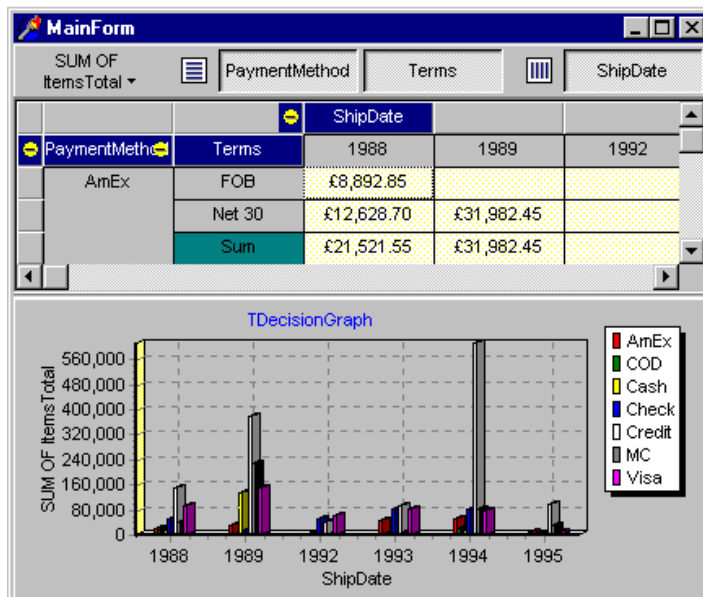 MainForm
SUM OF
ItemsTotal
PaymentMethod
Terms
ShipDate
ShipDate
Terms
1988
1989
1992
AmEx
FOB
£8,892.85
Net 30
£12,628.70
£31,982.45
Sum
£21,521.55
£31,982.45
TDecisionGraph
SUM OF ItemsTotal
560,000
480,000
400,000
320,000
240,000
160,000
80,000
0
1988
1989
1992
1993
1994
1995
ShipDate
AmEx
COD
Cash
Check
Credit
MC
Visa